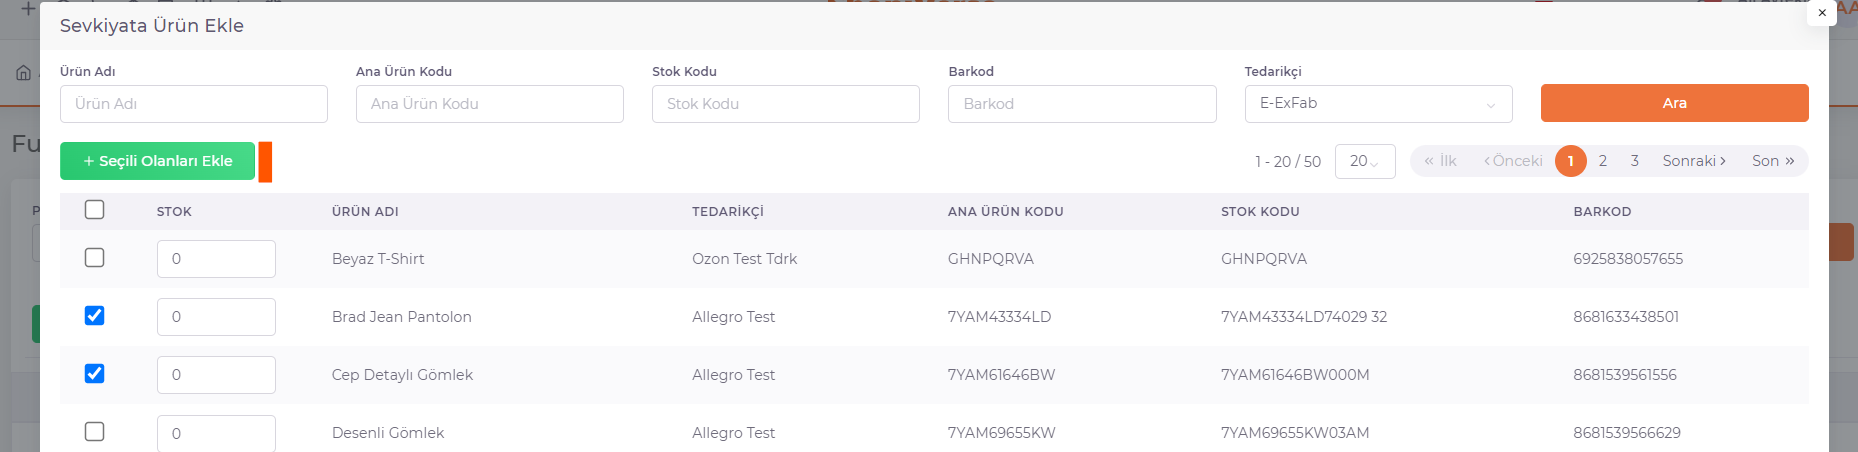 Sevkiyata Ürün Ekle
×
Ürün Adı Ana Ürün Kodu Stok Kodu Barkod Tedarikçi
Ürün Adı Ana Ürün Kodu Stok Kodu Barkod E-ExFab Ara
+ Seçili Olanları Ekle 1 - 20 / 50 20 « İlk ‹ Önceki 1 2 3 Sonraki › Son »
STOK ÜRÜN ADI TEDARİKÇİ ANA ÜRÜN KODU STOK KODU BARKOD
0 Beyaz T-Shirt Ozon Test Tdrk GHNPQRVA GHNPQRVA 6925838057655
0 Brad Jean Pantolon Allegro Test 7YAM43334LD 7YAM43334LD74029 32 8681633438501
0 Cep Detaylı Gömlek Allegro Test 7YAM61646BW 7YAM61646BW000M 8681539561556
0 Desenli Gömlek Allegro Test 7YAM69655KW 7YAM69655KW03AM 8681539566629